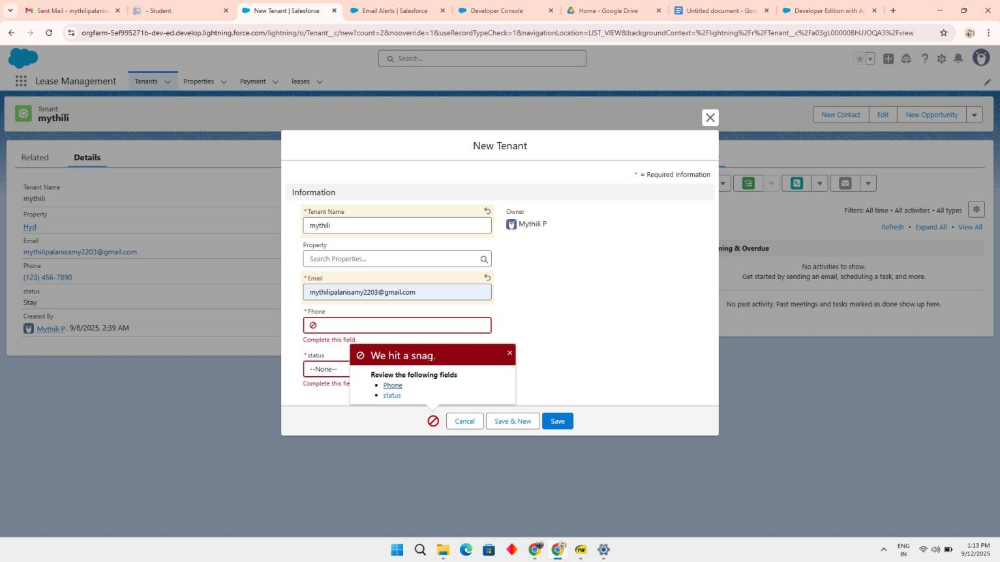 Sent Mail - mythilipalanis
- Student
New Tenant | Salesforce
Email Alerts | Salesforce
Developer Console
Home - Google Drive
Untitled document - Goo
Developer Edition with Ag
orgfarm-5ef995271b-dev-ed.develop.lightning.force.com/lightning/o/Tenant__c/new?count=2&nooverride=1&useRecordTypeCheck=1&navigationLocation=LIST_VIEW&backgroundContext=%2Flightning%2Fr%2FTenant__c%2Fa03gL00000BhUJOQA3%2Fview
Search...
Lease Management
Tenants
Properties
Payment
leases
Tenant
mythili
New Contact
Edit
New Opportunity
New Tenant
Related
Details
* = Required Information
Information
Tenant Name
mythili
Property
Hyd
Email
mythilipalanisamy2203@gmail.com
Phone
(123) 456-7890
status
Stay
Created By
Mythili P, 9/8/2025, 2:39 AM
*Tenant Name
mythili
Owner
Mythili P
Property
Search Properties...
*Email
mythilipalanisamy2203@gmail.com
*Phone
Complete this field.
*status
--None--
Complete this fie
We hit a snag.
Review the following fields
• Phone
• status
Cancel
Save & New
Save
Filters: All time • All activities • All types
Refresh • Expand All • View All
ming & Overdue
No activities to show.
Get started by sending an email, scheduling a task, and more.
No past activity. Past meetings and tasks marked as done show up here.
ENG
IN
1:13 PM
9/12/2025